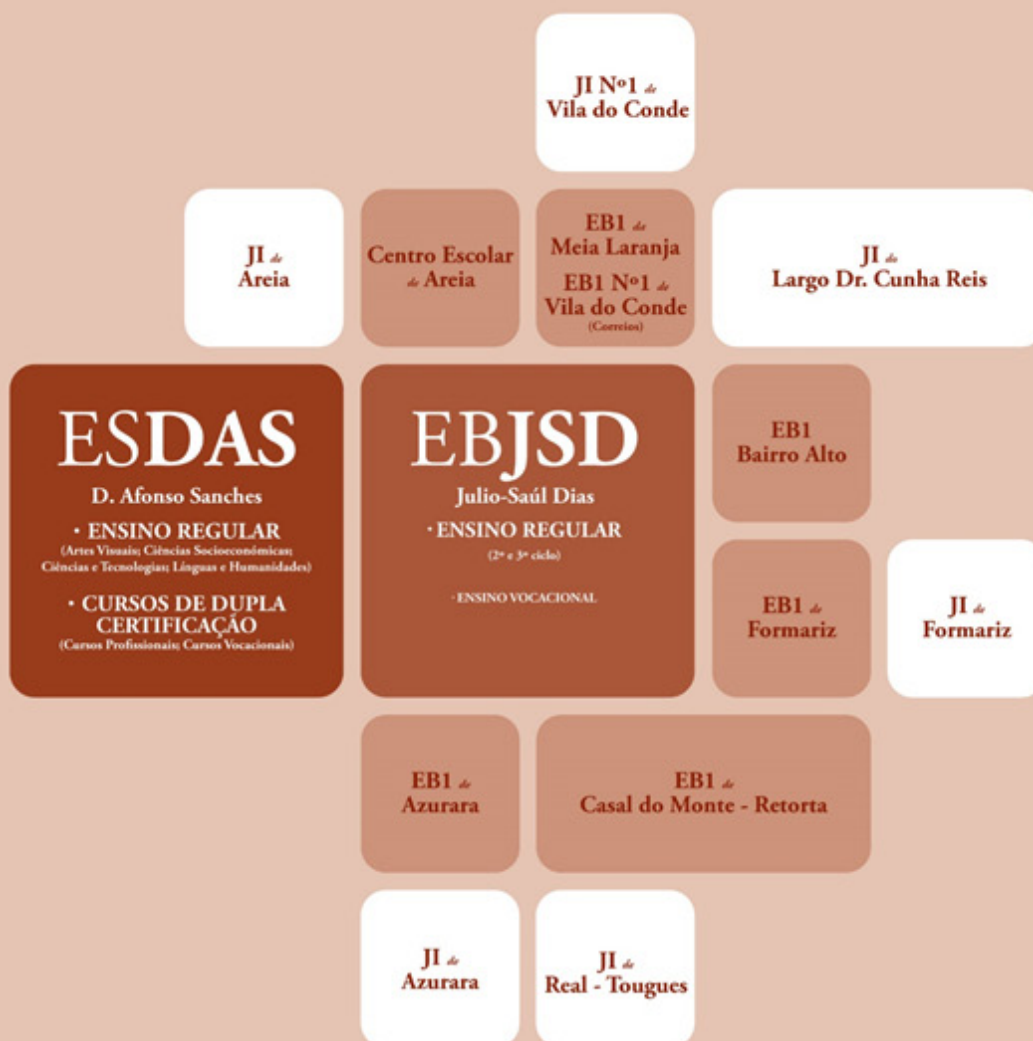 JI Nº1 de
Vila do Conde
JI de
Areia
Centro Escolar
de Areia
EB1 da
Meia Laranja
EB1 Nº1 de
Vila do Conde
(Correios)
JI do
Largo Dr. Cunha Reis
ESDAS
D. Afonso Sanches
· ENSINO REGULAR
(Artes Visuais; Ciências Socioeconómicas;
Ciências e Tecnologias; Línguas e Humanidades)
· CURSOS DE DUPLA
CERTIFICAÇÃO
(Cursos Profissionais; Cursos Vocacionais)
EBJSD
Julio-Saúl Dias
· ENSINO REGULAR
(2º e 3º ciclo)
· ENSINO VOCACIONAL
EB1
Bairro Alto
EB1 de
Formariz
JI de
Formariz
EB1 de
Azurara
EB1 de
Casal do Monte - Retorta
JI de
Azurara
JI de
Real - Tougues